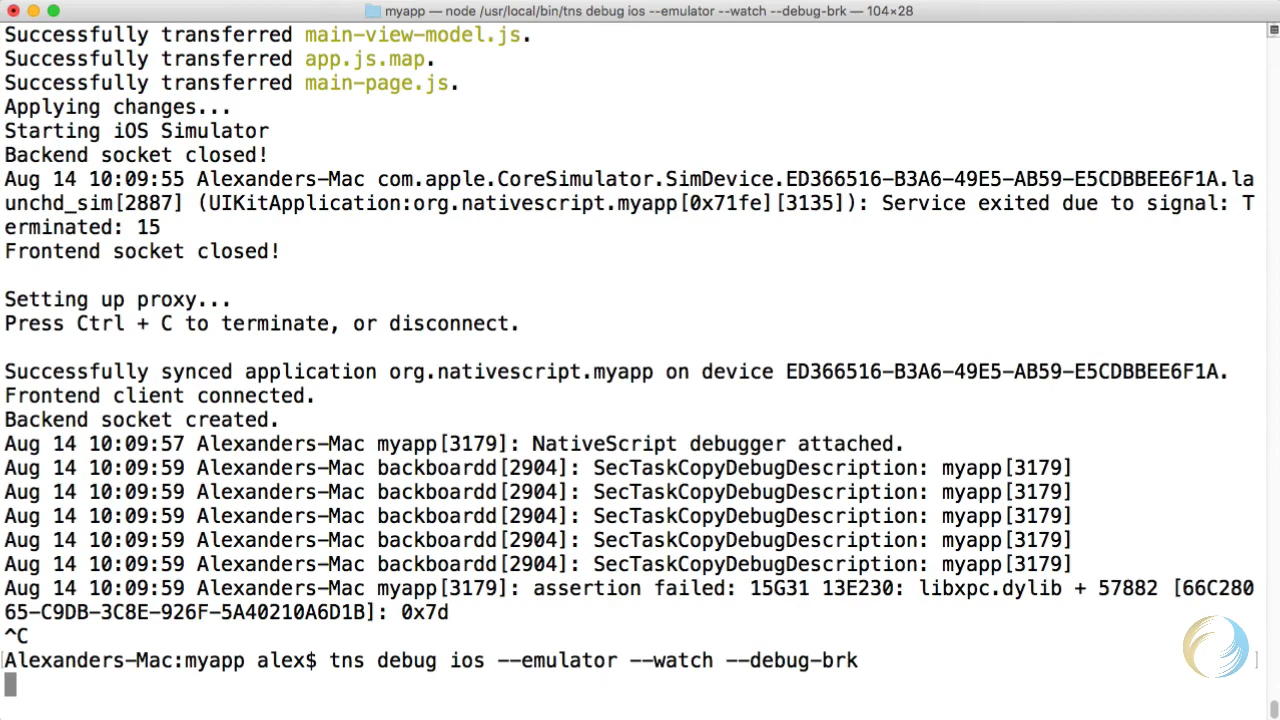 myapp — node /usr/local/bin/tns debug ios --emulator --watch --debug-brk — 104×28
Successfully transferred main-view-model.js.
Successfully transferred app.js.map.
Successfully transferred main-page.js.
Applying changes...
Starting iOS Simulator
Backend socket closed!
Aug 14 10:09:55 Alexanders-Mac com.apple.CoreSimulator.SimDevice.ED366516-B3A6-49E5-AB59-E5CDBBEE6F1A.la
unchd_sim[2887] (UIKitApplication:org.nativescript.myapp[0x71fe][3135]): Service exited due to signal: T
erminated: 15
Frontend socket closed!
Setting up proxy...
Press Ctrl + C to terminate, or disconnect.
Successfully synced application org.nativescript.myapp on device ED366516-B3A6-49E5-AB59-E5CDBBEE6F1A.
Frontend client connected.
Backend socket created.
Aug 14 10:09:57 Alexanders-Mac myapp[3179]: NativeScript debugger attached.
Aug 14 10:09:59 Alexanders-Mac backboardd[2904]: SecTaskCopyDebugDescription: myapp[3179]
Aug 14 10:09:59 Alexanders-Mac backboardd[2904]: SecTaskCopyDebugDescription: myapp[3179]
Aug 14 10:09:59 Alexanders-Mac backboardd[2904]: SecTaskCopyDebugDescription: myapp[3179]
Aug 14 10:09:59 Alexanders-Mac backboardd[2904]: SecTaskCopyDebugDescription: myapp[3179]
Aug 14 10:09:59 Alexanders-Mac backboardd[2904]: SecTaskCopyDebugDescription: myapp[3179]
Aug 14 10:09:59 Alexanders-Mac myapp[3179]: assertion failed: 15G31 13E230: libxpc.dylib + 57882 [66C280
65-C9DB-3C8E-926F-5A40210A6D1B]: 0x7d
^C
Alexanders-Mac:myapp alex$ tns debug ios --emulator --watch --debug-brk